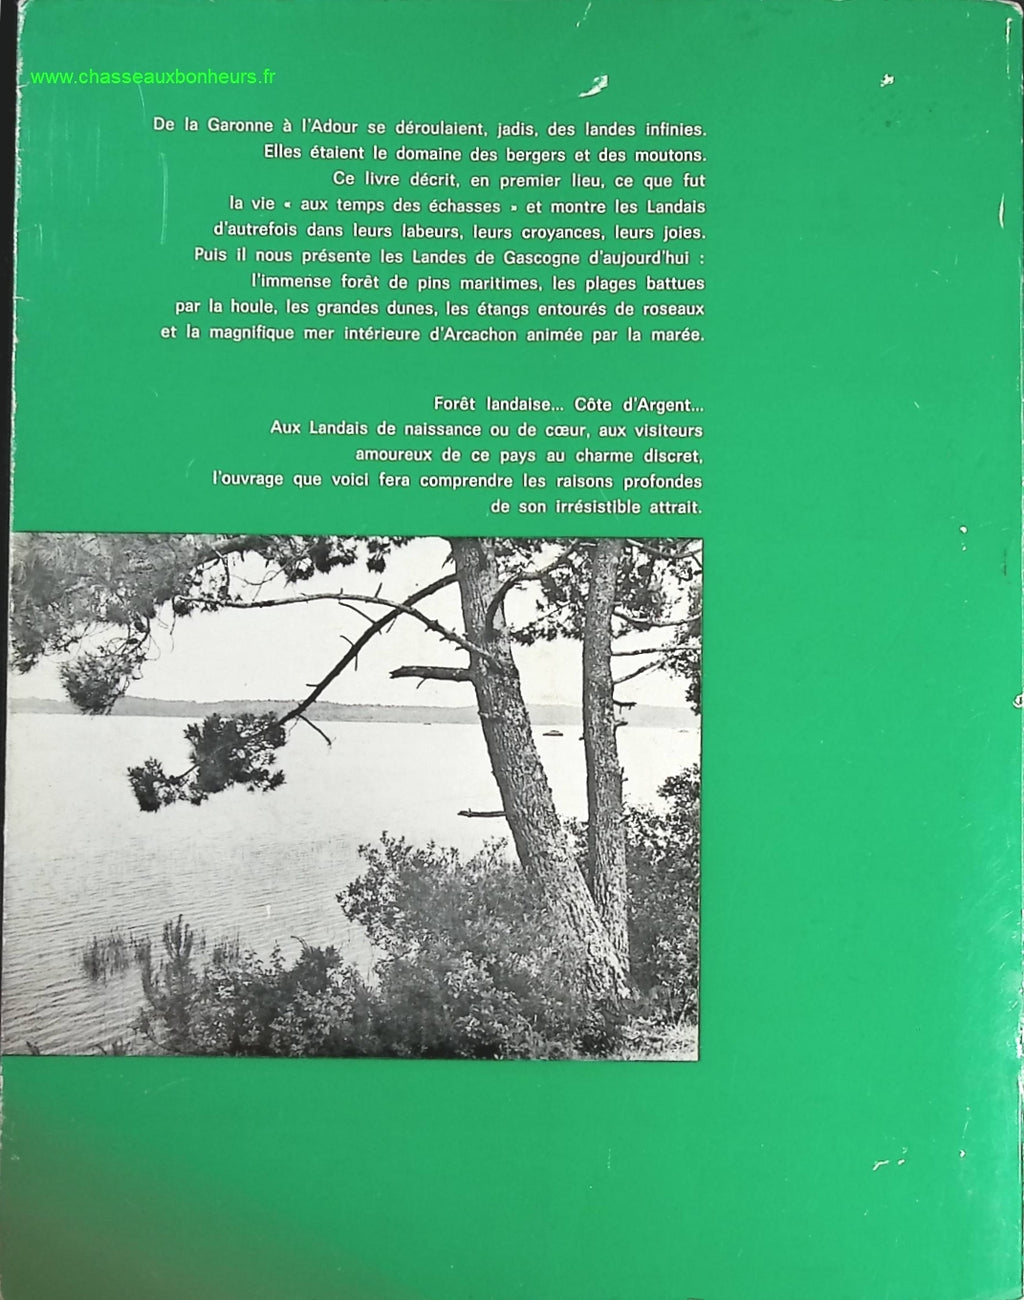 www.chasseauxbonheurs.fr
De la Garonne à l'Adour se déroulaient, jadis, des landes infinies.
Elles étaient le domaine des bergers et des moutons.
Ce livre décrit, en premier lieu, ce que fut
la vie « aux temps des échasses » et montre les Landais
d'autrefois dans leurs labeurs, leurs croyances, leurs joies.
Puis il nous présente les Landes de Gascogne d'aujourd'hui :
l'immense forêt de pins maritimes, les plages battues
par la houle, les grandes dunes, les étangs entourés de roseaux
et la magnifique mer intérieure d'Arcachon animée par la marée.
Forêt landaise... Côte d'Argent...
Aux Landais de naissance ou de cœur, aux visiteurs
amoureux de ce pays au charme discret,
l'ouvrage que voici fera comprendre les raisons profondes
de son irrésistible attrait.